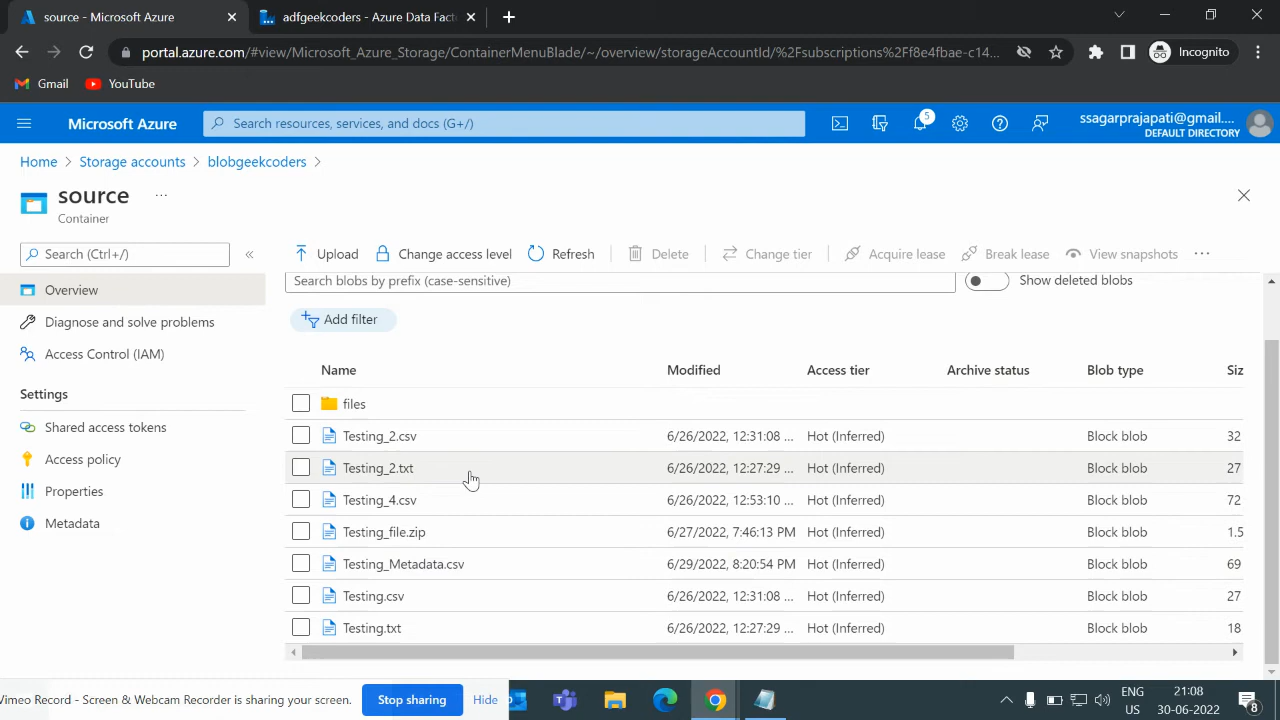 source - Microsoft Azure
adfgeekcoders - Azure Data Fact
portal.azure.com/#view/Microsoft_Azure_Storage/ContainerMenuBlade/~/overview/storageAccountId/%2Fsubscriptions%2Ff8e4fbae-c14...
Incognito
Gmail
YouTube
Microsoft Azure
Search resources, services, and docs (G+/)
5
ssagarprajapati@gmail....
DEFAULT DIRECTORY
Home > Storage accounts > blobgeekcoders >
source ...
Container
Search (Ctrl+/)
«
Upload
Change access level
Refresh
Delete
Change tier
Acquire lease
Break lease
View snapshots
...
Overview
Diagnose and solve problems
Access Control (IAM)
Settings
Shared access tokens
Access policy
Properties
Metadata
Search blobs by prefix (case-sensitive)
Show deleted blobs
Add filter
Name Modified Access tier Archive status Blob type Siz
files
Testing_2.csv 6/26/2022, 12:31:08 ... Hot (Inferred) Block blob 32
Testing_2.txt 6/26/2022, 12:27:29 ... Hot (Inferred) Block blob 27
Testing_4.csv 6/26/2022, 12:53:10 ... Hot (Inferred) Block blob 72
Testing_file.zip 6/27/2022, 7:46:13 PM Hot (Inferred) Block blob 1.5
Testing_Metadata.csv 6/29/2022, 8:20:54 PM Hot (Inferred) Block blob 69
Testing.csv 6/26/2022, 12:31:08 ... Hot (Inferred) Block blob 27
Testing.txt 6/26/2022, 12:27:29 ... Hot (Inferred) Block blob 18
Vimeo Record - Screen & Webcam Recorder is sharing your screen.
Stop sharing
Hide
ENG
US
21:08
30-06-2022
8